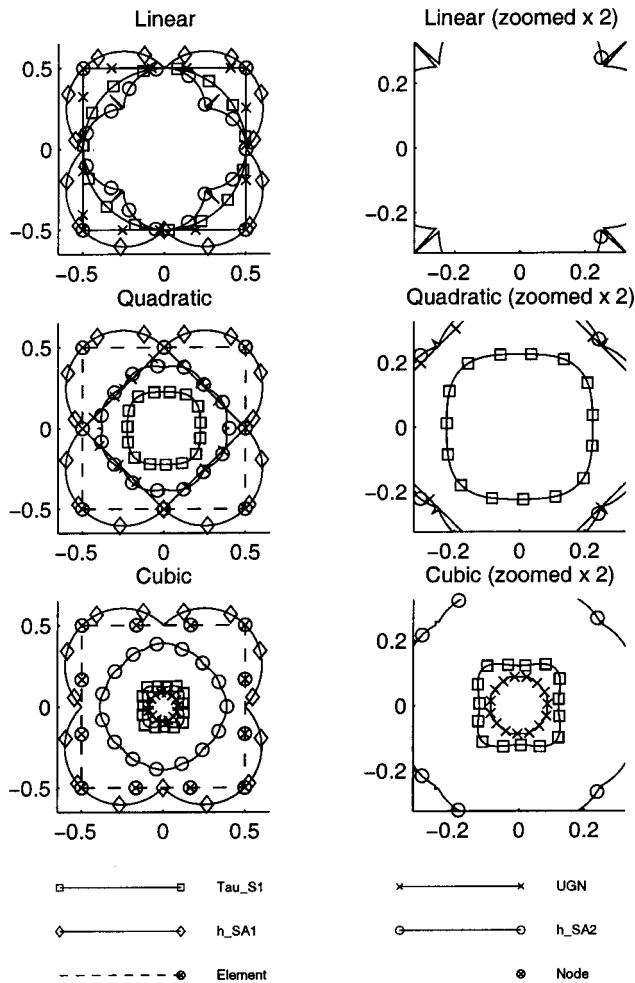 Linear
Linear (zoomed x 2)
0.5
0
−0.5
−0.5 0 0.5
0.2
0
−0.2
−0.2 0 0.2
Quadratic
Quadratic (zoomed x 2)
0.5
0
−0.5
−0.5 0 0.5
0.2
0
−0.2
−0.2 0 0.2
Cubic
Cubic (zoomed x 2)
0.5
0
−0.5
−0.5 0 0.5
0.2
0
−0.2
−0.2 0 0.2
Tau_S1
UGN
h_SA1
h_SA2
Element
Node